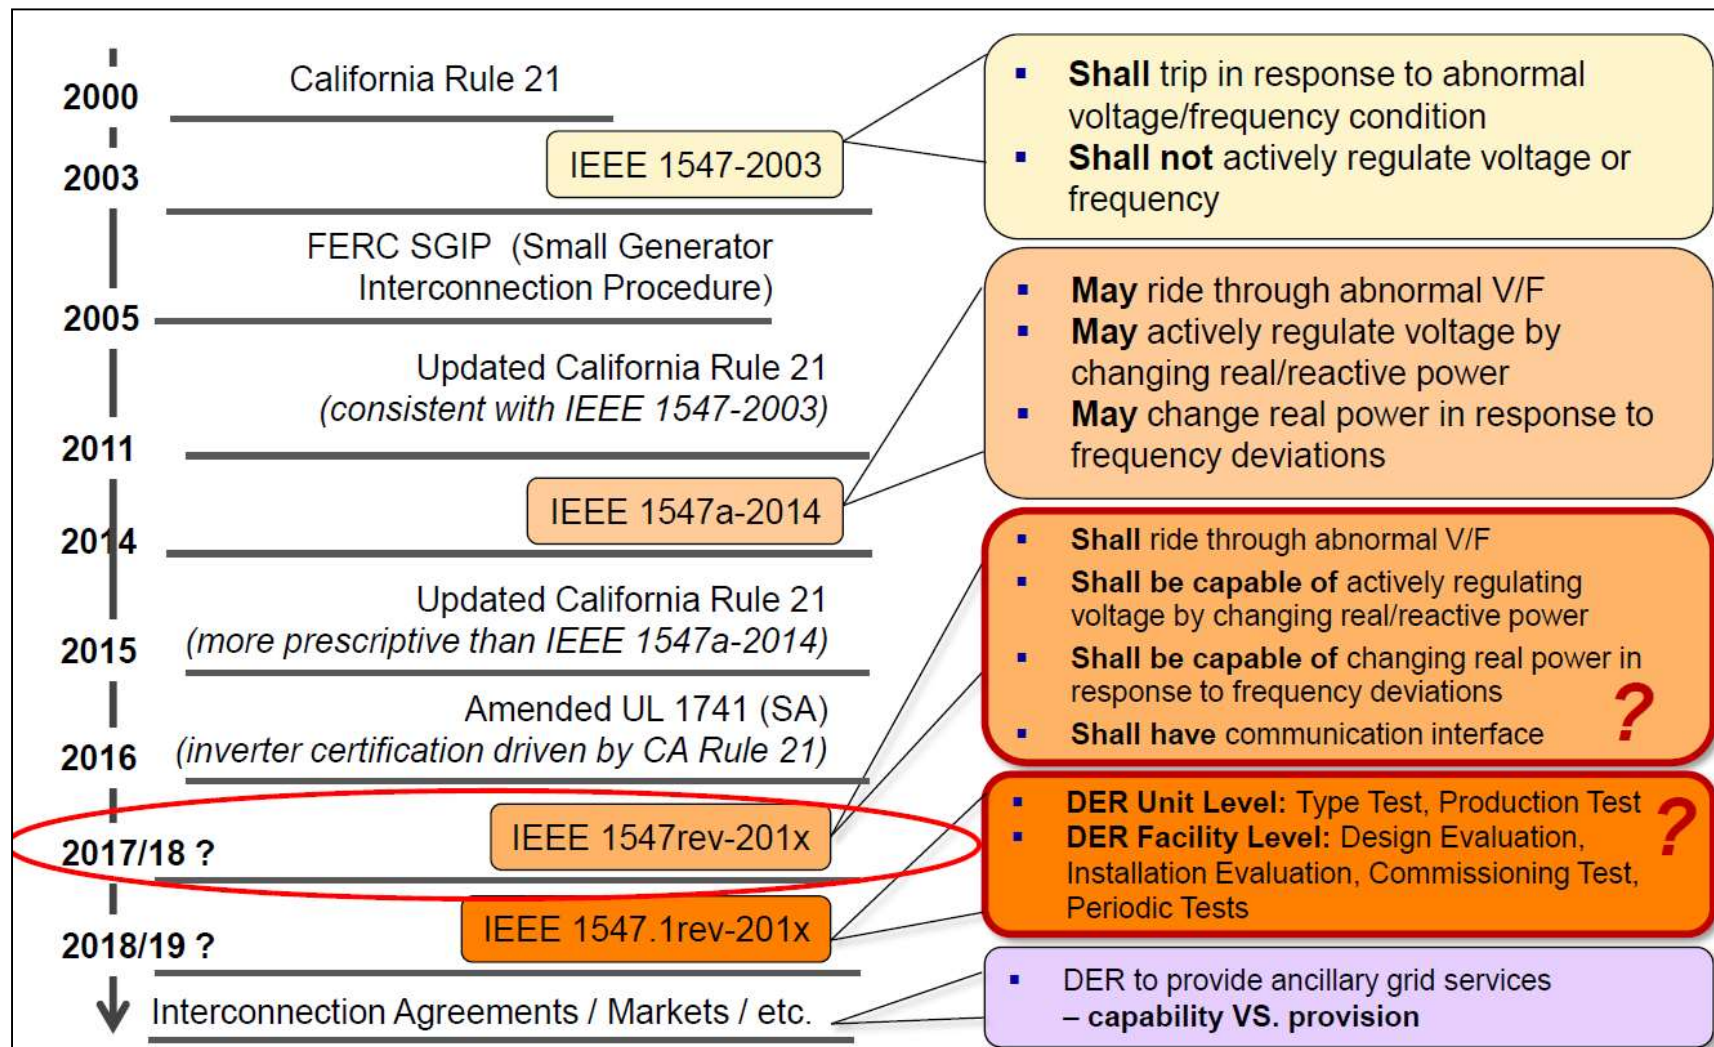 2000
California Rule 21
2003
IEEE 1547-2003
▪ Shall trip in response to abnormal
voltage/frequency condition
▪ Shall not actively regulate voltage or
frequency
FERC SGIP (Small Generator
Interconnection Procedure)
2005
Updated California Rule 21
(consistent with IEEE 1547-2003)
2011
IEEE 1547a-2014
2014
▪ May ride through abnormal V/F
▪ May actively regulate voltage by
changing real/reactive power
▪ May change real power in response to
frequency deviations
Updated California Rule 21
(more prescriptive than IEEE 1547a-2014)
2015
Amended UL 1741 (SA)
(inverter certification driven by CA Rule 21)
2016
IEEE 1547rev-201x
2017/18 ?
▪ Shall ride through abnormal V/F
▪ Shall be capable of actively regulating
voltage by changing real/reactive power
▪ Shall be capable of changing real power in
response to frequency deviations
▪ Shall have communication interface
?
IEEE 1547.1rev-201x
2018/19 ?
▪ DER Unit Level: Type Test, Production Test
▪ DER Facility Level: Design Evaluation,
Installation Evaluation, Commissioning Test,
Periodic Tests
?
Interconnection Agreements / Markets / etc.
▪ DER to provide ancillary grid services
– capability VS. provision